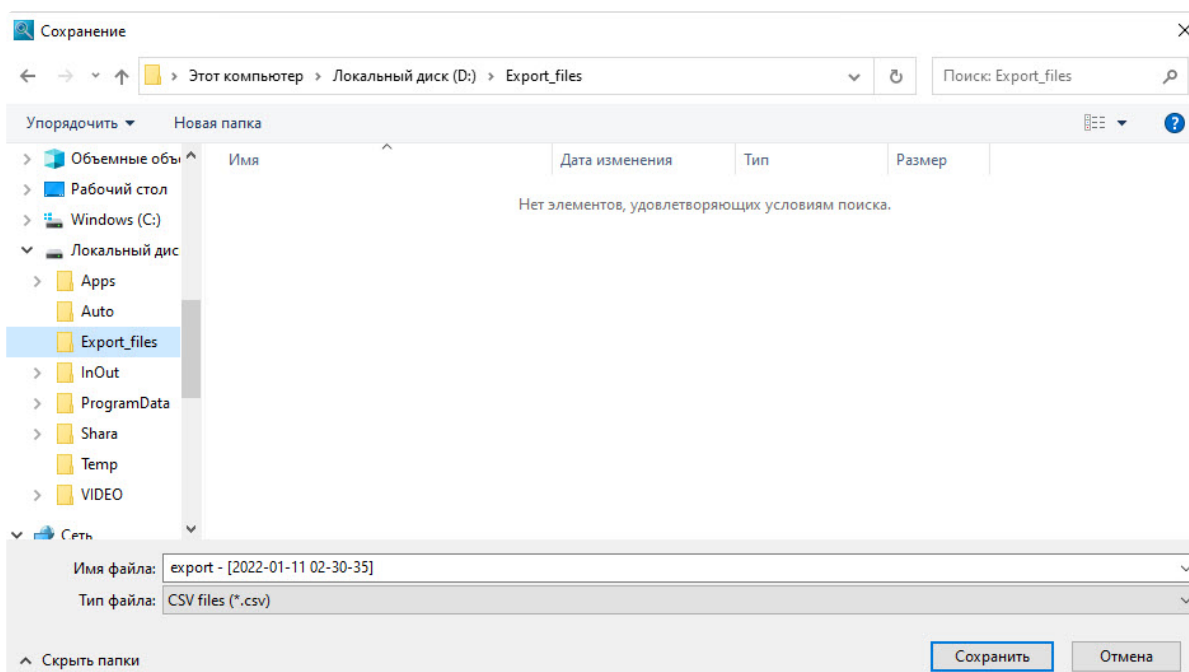 Сохранение
Этот компьютер > Локальный диск (D:) > Export_files
Поиск: Export_files
Упорядочить
Новая папка
Имя
Дата изменения
Тип
Размер
Нет элементов, удовлетворяющих условиям поиска.
Объемные объ
Рабочий стол
Windows (C:)
Локальный дис
Apps
Auto
Export_files
InOut
ProgramData
Shara
Temp
VIDEO
Сеть
Имя файла: export - [2022-01-11 02-30-35]
Тип файла: CSV files (*.csv)
Скрыть папки
Сохранить
Отмена